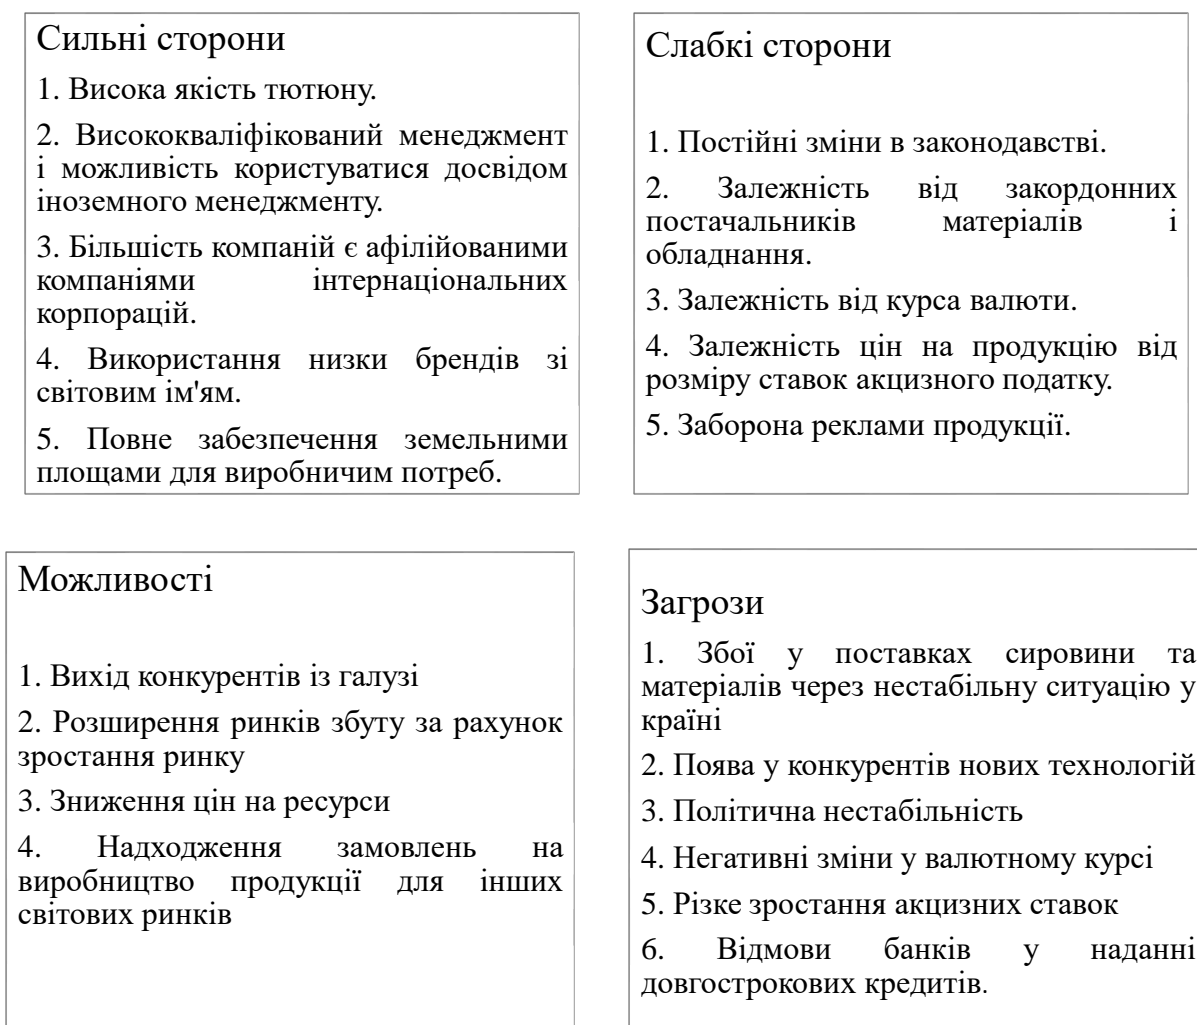 Сильні сторони
1. Висока якість тютюну.
2. Висококваліфікований менеджмент
і можливість користуватися досвідом
іноземного менеджменту.
3. Більшість компаній є афілійованими
компаніями інтернаціональних
корпорацій.
4. Використання низки брендів зі
світовим ім'ям.
5. Повне забезпечення земельними
площами для виробничим потреб.
Слабкі сторони
1. Постійні зміни в законодавстві.
2. Залежність від закордонних
постачальників матеріалів і
обладнання.
3. Залежність від курса валюти.
4. Залежність цін на продукцію від
розміру ставок акцизного податку.
5. Заборона реклами продукції.
Можливості
1. Вихід конкурентів із галузі
2. Розширення ринків збуту за рахунок
зростання ринку
3. Зниження цін на ресурси
4. Надходження замовлень на
виробництво продукції для інших
світових ринків
Загрози
1. Збої у поставках сировини та
матеріалів через нестабільну ситуацію у
країні
2. Поява у конкурентів нових технологій
3. Політична нестабільність
4. Негативні зміни у валютному курсі
5. Різке зростання акцизних ставок
6. Відмови банків у наданні
довгострокових кредитів.